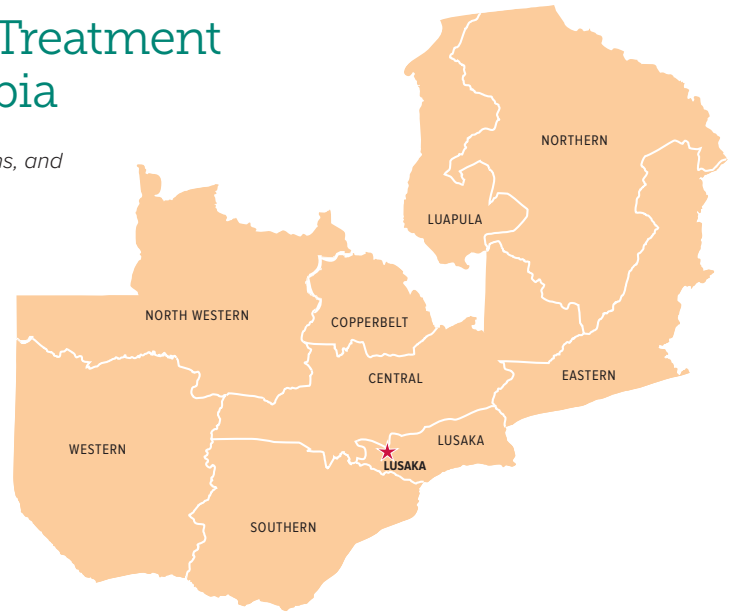 Treatment
bia
ns, and
NORTHERN
LUAPULA
NORTH WESTERN
COPPERBELT
CENTRAL
EASTERN
WESTERN
LUSAKA
LUSAKA
SOUTHERN